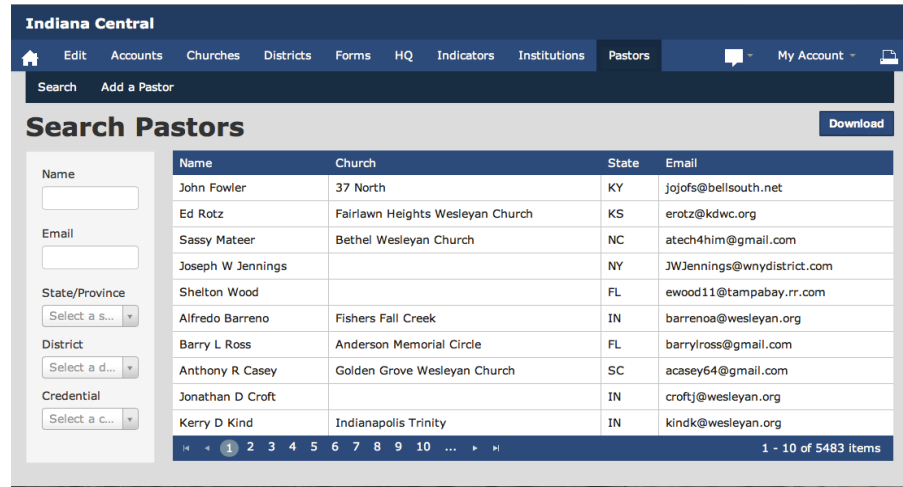 Indiana Central
Edit Accounts Churches Districts Forms HQ Indicators Institutions Pastors My Account
Search Add a Pastor
Search Pastors
Download
Name
Email
State/Province
Select a s...
District
Select a d...
Credential
Select a c...
Name Church State Email
John Fowler 37 North KY jojofs@bellsouth.net
Ed Rotz Fairlawn Heights Wesleyan Church KS erotz@kdwc.org
Sassy Mateer Bethel Wesleyan Church NC atech4him@gmail.com
Joseph W Jennings NY JWJennings@wnydistrict.com
Shelton Wood FL ewood11@tampabay.rr.com
Alfredo Barreno Fishers Fall Creek IN barrenoa@wesleyan.org
Barry L Ross Anderson Memorial Circle FL barrylross@gmail.com
Anthony R Casey Golden Grove Wesleyan Church SC acasey64@gmail.com
Jonathan D Croft IN croftj@wesleyan.org
Kerry D Kind Indianapolis Trinity IN kindk@wesleyan.org
1 2 3 4 5 6 7 8 9 10 ... 1 - 10 of 5483 items